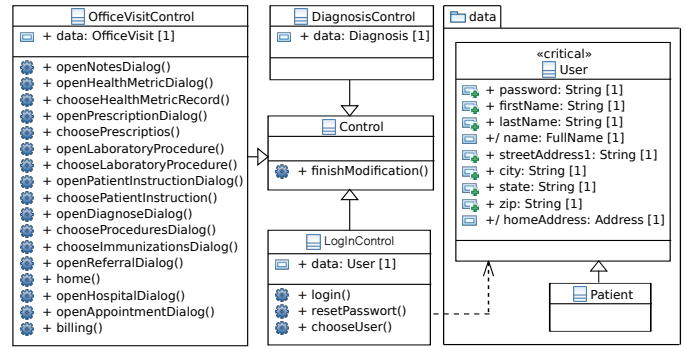 OfficeVisitControl
+ data: OfficeVisit [1]
+ openNotesDialog()
+ openHealthMetricDialog()
+ chooseHealthMetricRecord()
+ openPrescriptionDialog()
+ choosePrescriptios()
+ openLaboratoryProcedure()
+ chooseLaboratoryProcedure()
+ openPatientInstructionDialog()
+ choosePatientInstruction()
+ openDiagnoseDialog()
+ chooseProceduresDialog()
+ chooseImmunizationsDialog()
+ openReferralDialog()
+ home()
+ openHospitalDialog()
+ openAppointmentDialog()
+ billing()
DiagnosisControl
+ data: Diagnosis [1]
Control
+ finishModification()
LogInControl
+ data: User [1]
+ login()
+ resetPasswort()
+ chooseUser()
data
«critical»
User
+ password: String [1]
+ firstName: String [1]
+ lastName: String [1]
+/ name: FullName [1]
+ streetAddress1: String [1]
+ city: String [1]
+ state: String [1]
+ zip: String [1]
+/ homeAddress: Address [1]
Patient